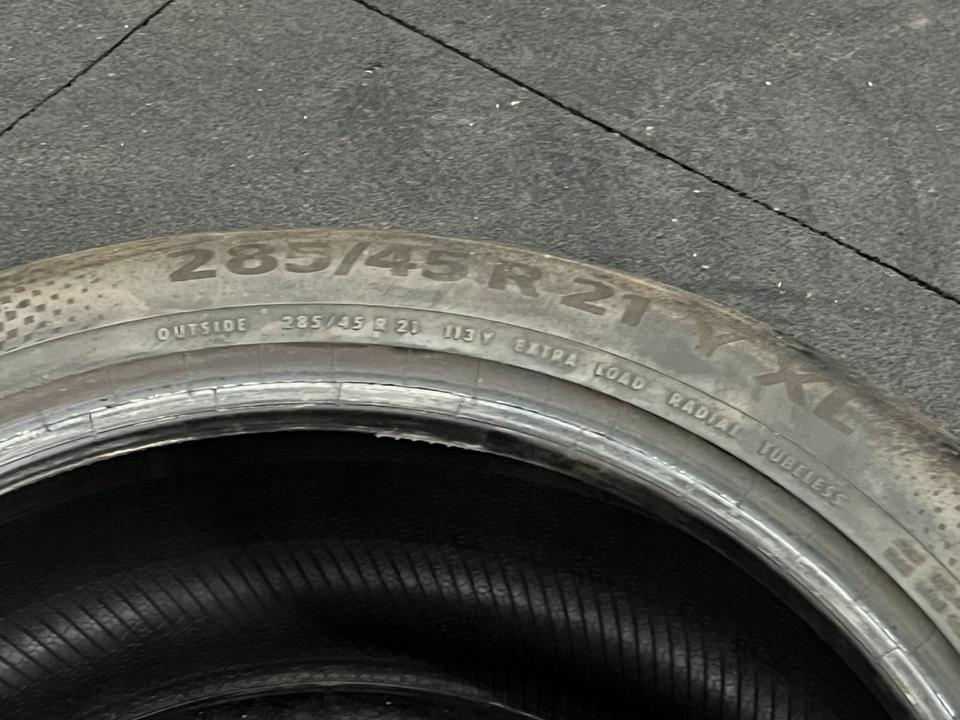 285/45 R 21 Y XL
OUTSIDE 285/45 R 21 113Y EXTRA LOAD RADIAL TUBELESS